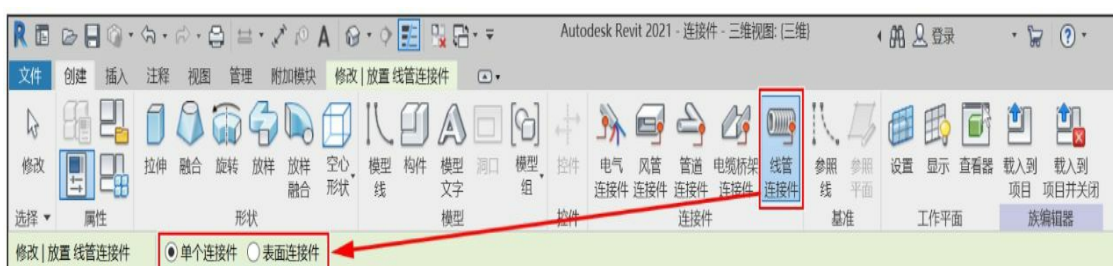 Autodesk Revit 2021 - 连接件 - 三维视图: {三维}
登录
文件 创建 插入 注释 视图 管理 附加模块 修改 | 放置 线管连接件
修改 拉伸 融合 旋转 放样 放样 空心 模型 构件 模型 洞口 模型 控件 电气 风管 管道 电缆桥架 线管 参照 参照 设置 显示 查看器 载入到 载入到
融合 形状 线 文字 组 连接件 连接件 连接件 连接件 连接件 线 平面 项目 项目并关闭
选择 属性 形状 模型 控件 连接件 基准 工作平面 族编辑器
修改 | 放置 线管连接件 单个连接件 表面连接件